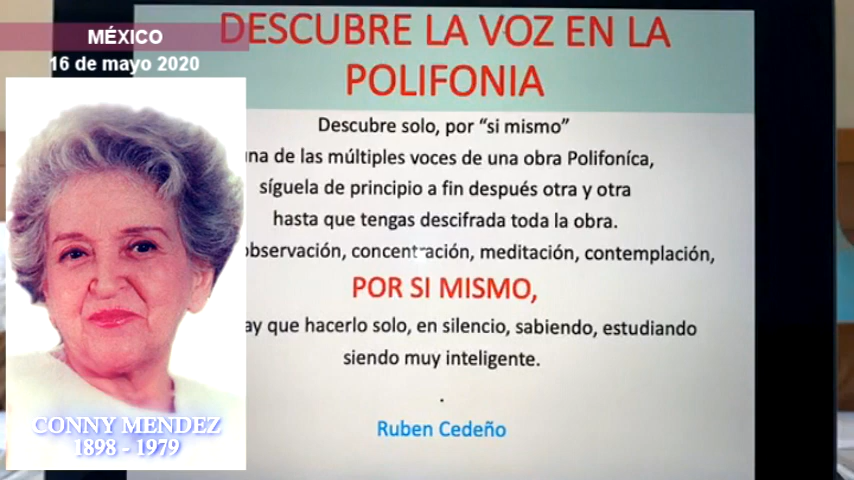 MÉXICO
16 de mayo 2020
DESCUBRE LA VOZ EN LA
POLIFONIA
Descubre solo, por “si mismo”
una de las múltiples voces de una obra Polifoníca,
síguela de principio a fin después otra y otra
hasta que tengas descifrada toda la obra.
observación, concentración, meditación, contemplación,
POR SI MISMO,
ay que hacerlo solo, en silencio, sabiendo, estudiando
siendo muy inteligente.
.
Ruben Cedeño
CONNY MENDEZ
1898 - 1979